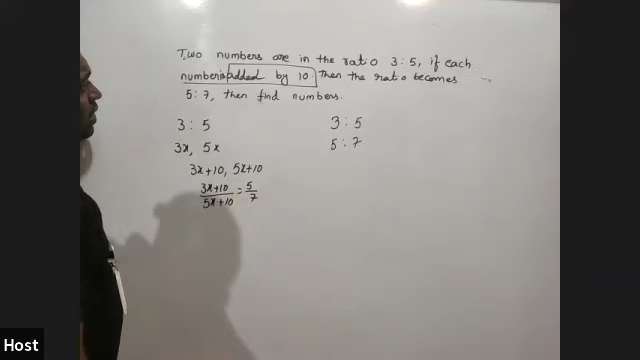 Two numbers are in the ratio 3:5, if each
number is added by 10 then the ratio becomes
5:7, then find numbers.
3 : 5
3x, 5x
3x+10, 5x+10
3x+10/5x+10 = 5/7
3 : 5
5 : 7
Host